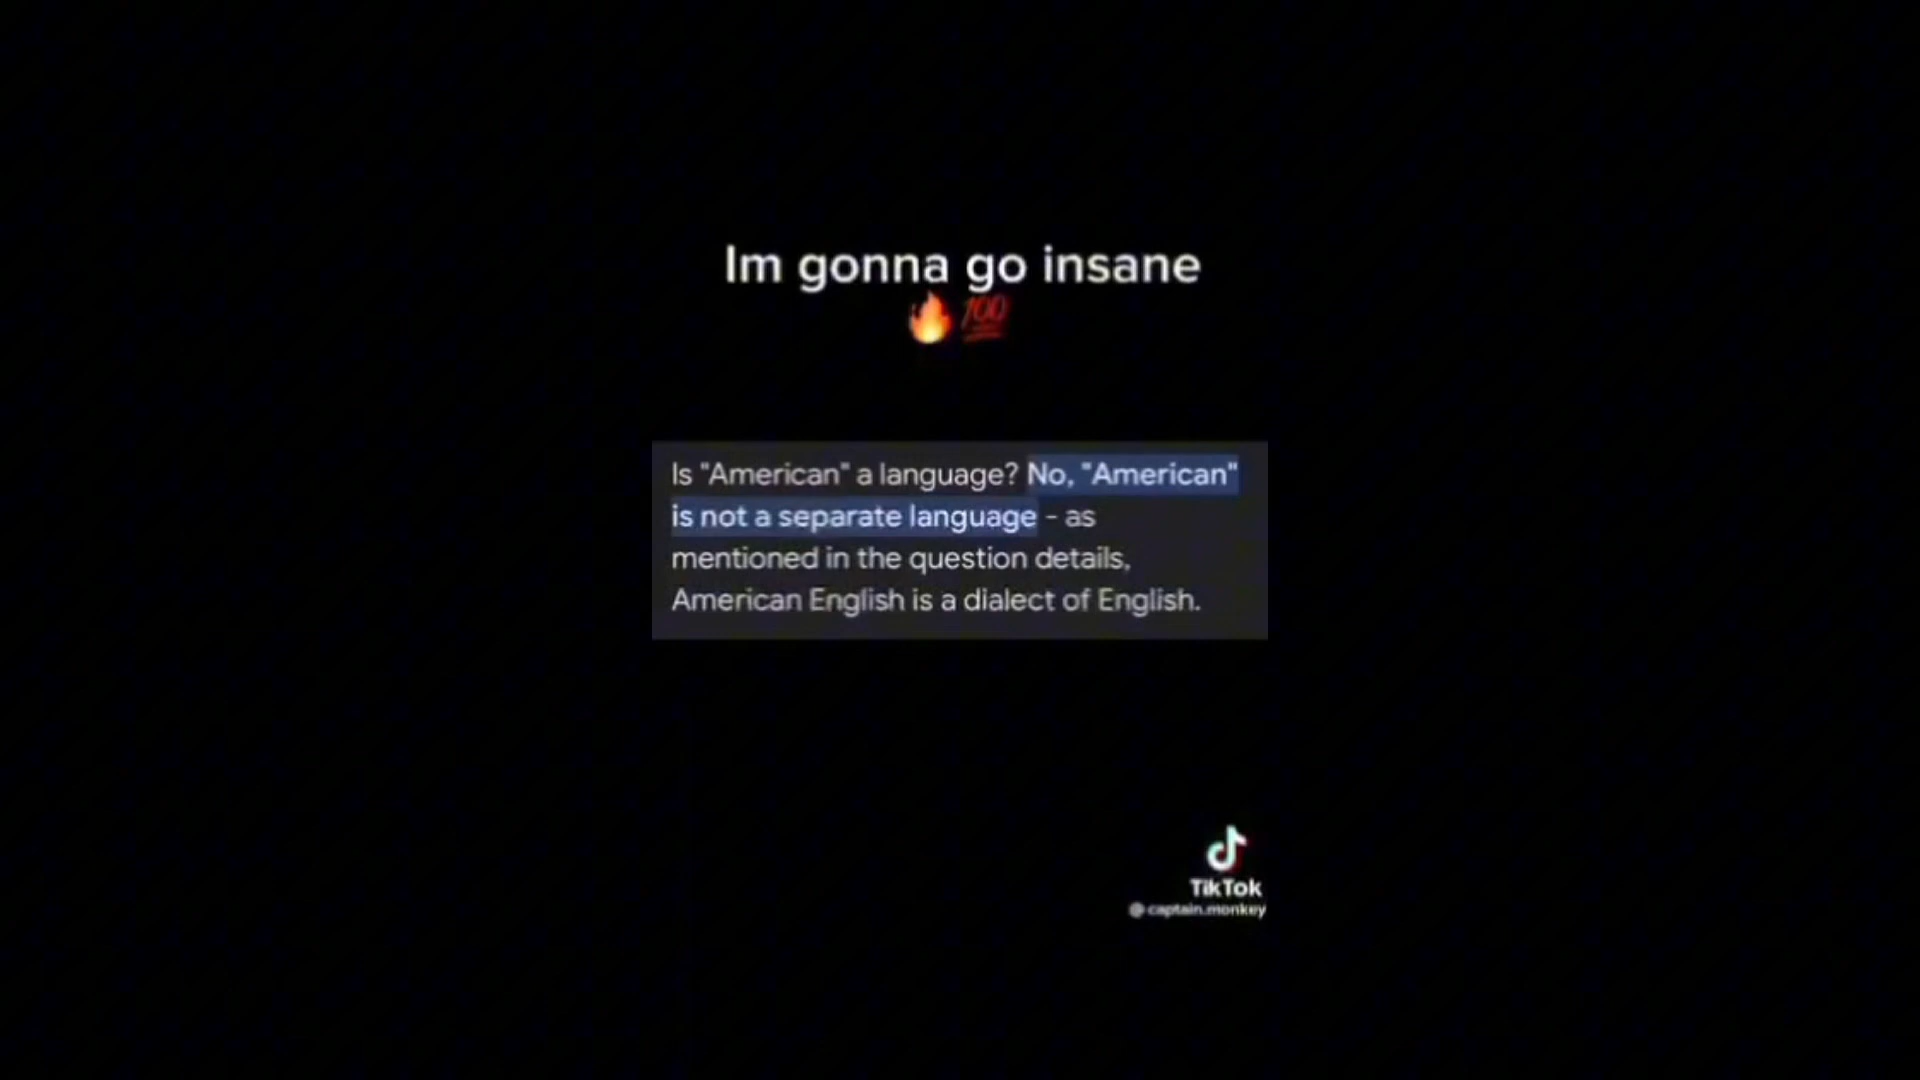 Im gonna go insane
🔥💯
Is "American" a language? No, "American"
is not a separate language - as
mentioned in the question details,
American English is a dialect of English.
TikTok
@captain.monkey